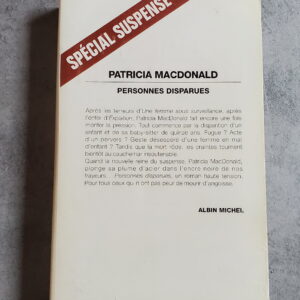 SPÉCIAL SUSPENSE
PATRICIA MACDONALD
PERSONNES DISPARUES
Après les terreurs d'Une femme sous surveillance, après
l'enfer d'Expiation, Patricia MacDonald fait encore une fois
monter la pression. Tout commence par la disparition d'un
enfant et de sa baby-sitter de quinze ans. Fugue ? Acte
d'un pervers ? Geste désespéré d'une femme en mal
d'enfant ? Tandis que la mort rôde, les craintes tournent
bientôt au cauchemar
Quand la nouvelle reine du suspense, Patricia MacDonald,
plonge sa plume d'acier dans l'encre noire de nos
frayeurs... Personnes disparues, un roman haute tension.
Pour tous ceux qui n'ont pas peur de mourir d'angoisse.
ALBIN MICHEL